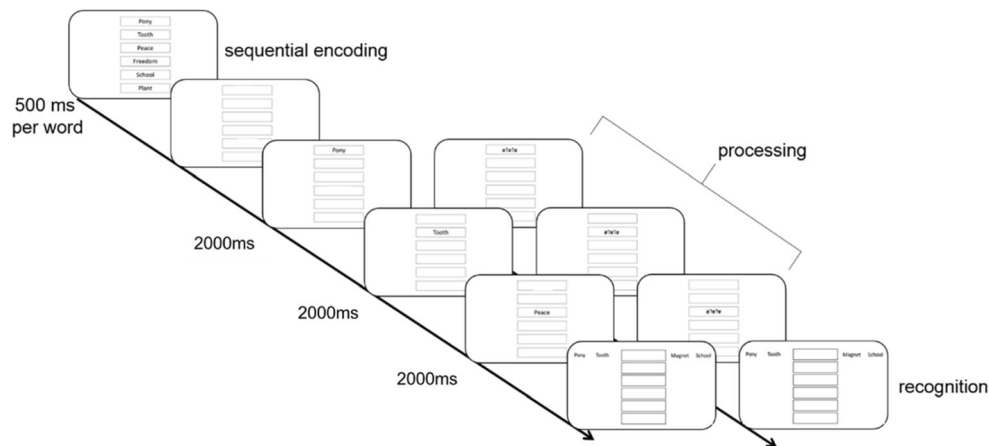 Pony
Tooth
Peace
Freedom
School
Plant
sequential encoding
500 ms
per word
Pony
processing
2000ms
Tooth
2000ms
Peace
2000ms
Pony Tooth Magnet School
Pony Tooth Magnet School
recognition